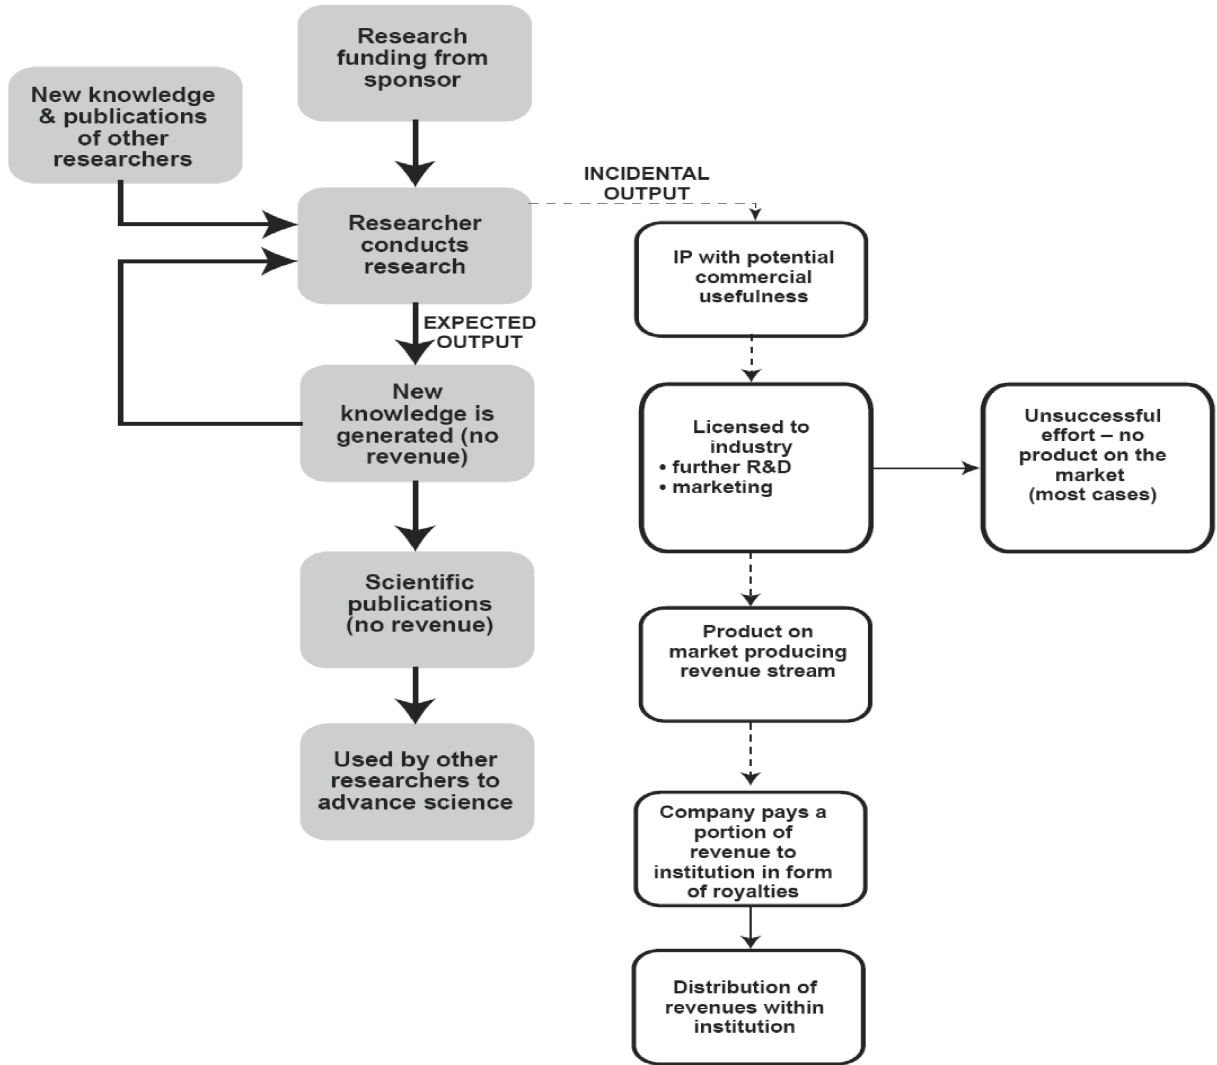 Research
funding from
sponsor
New knowledge
& publications
of other
researchers
INCIDENTAL
OUTPUT
Researcher
conducts
research
IP with potential
commercial
usefulness
EXPECTED
OUTPUT
New
knowledge is
generated (no
revenue)
Licensed to
industry
• further R&D
• marketing
Unsuccessful
effort – no
product on the
market
(most cases)
Scientific
publications
(no revenue)
Product on
market producing
revenue stream
Used by other
researchers to
advance science
Company pays a
portion of
revenue to
institution in form
of royalties
Distribution of
revenues within
institution